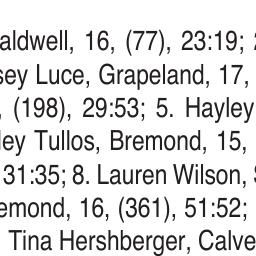 aldwell, 16, (77), 23:19;
sey Luce, Grapeland, 17,
, (198), 29:53; 5. Hayley
ley Tullos, Bremond, 15,
31:35; 8. Lauren Wilson,
emond, 16, (361), 51:52;
Tina Hershberger, Calve